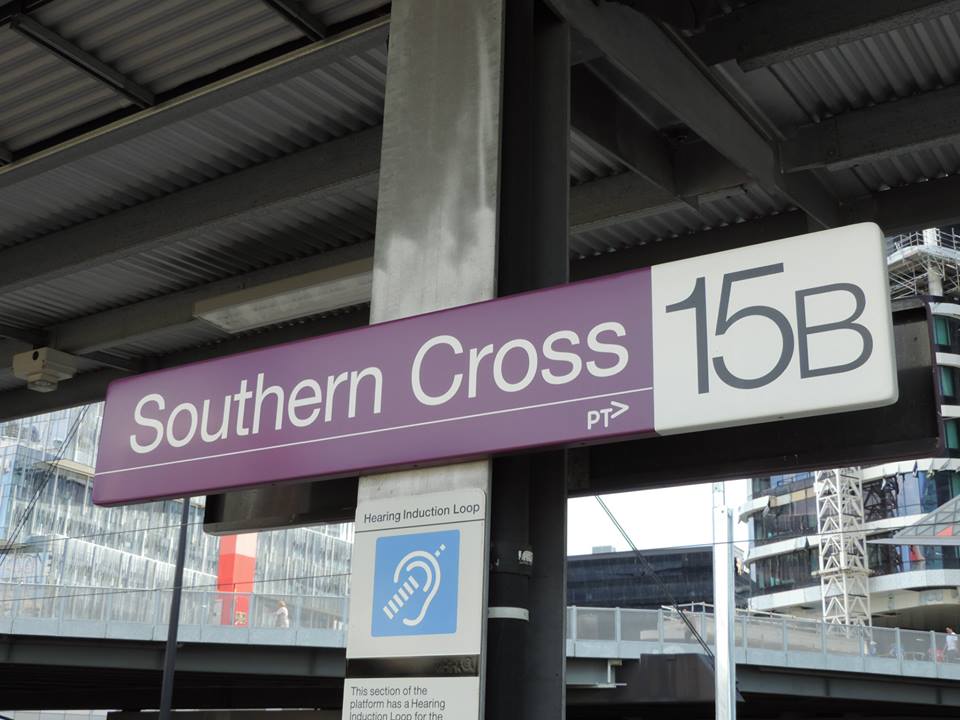 Southern Cross 15B
PT>
Hearing Induction Loop
This section of the
platform has a Hearing
Induction Loop for the